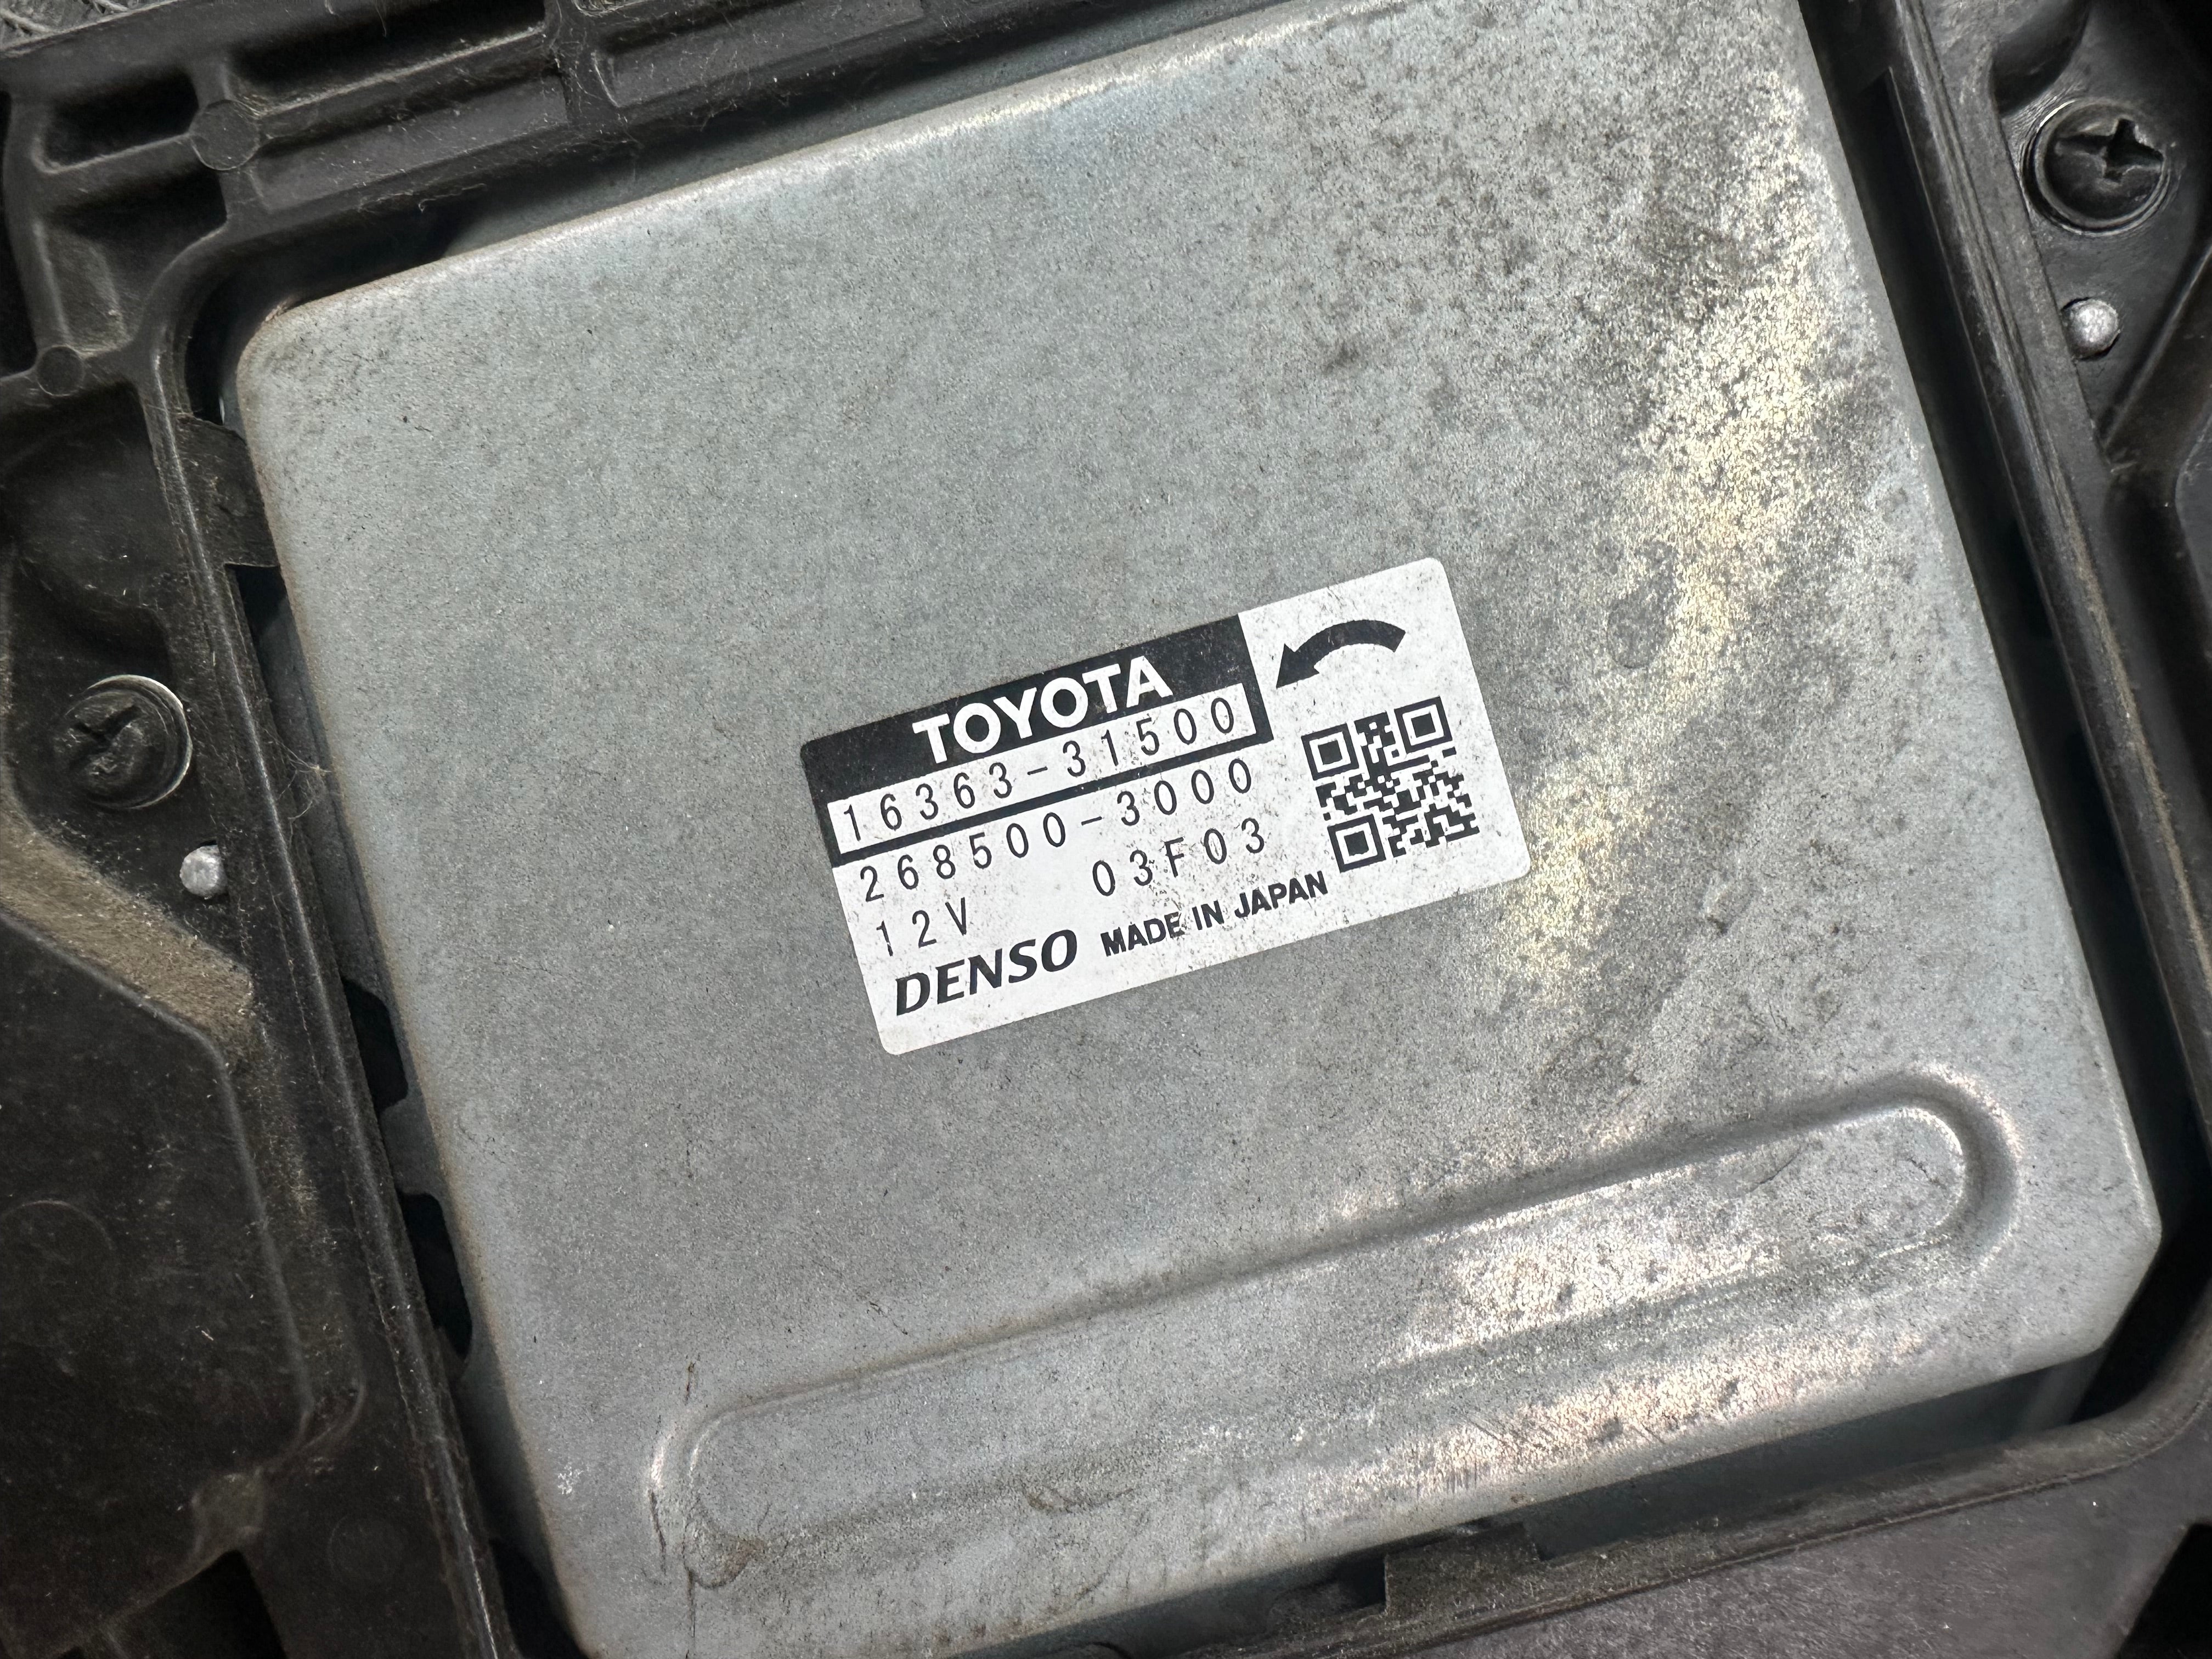 TOYOTA
16363-31500
268500-3000
12V 03F03
DENSO MADE IN JAPAN